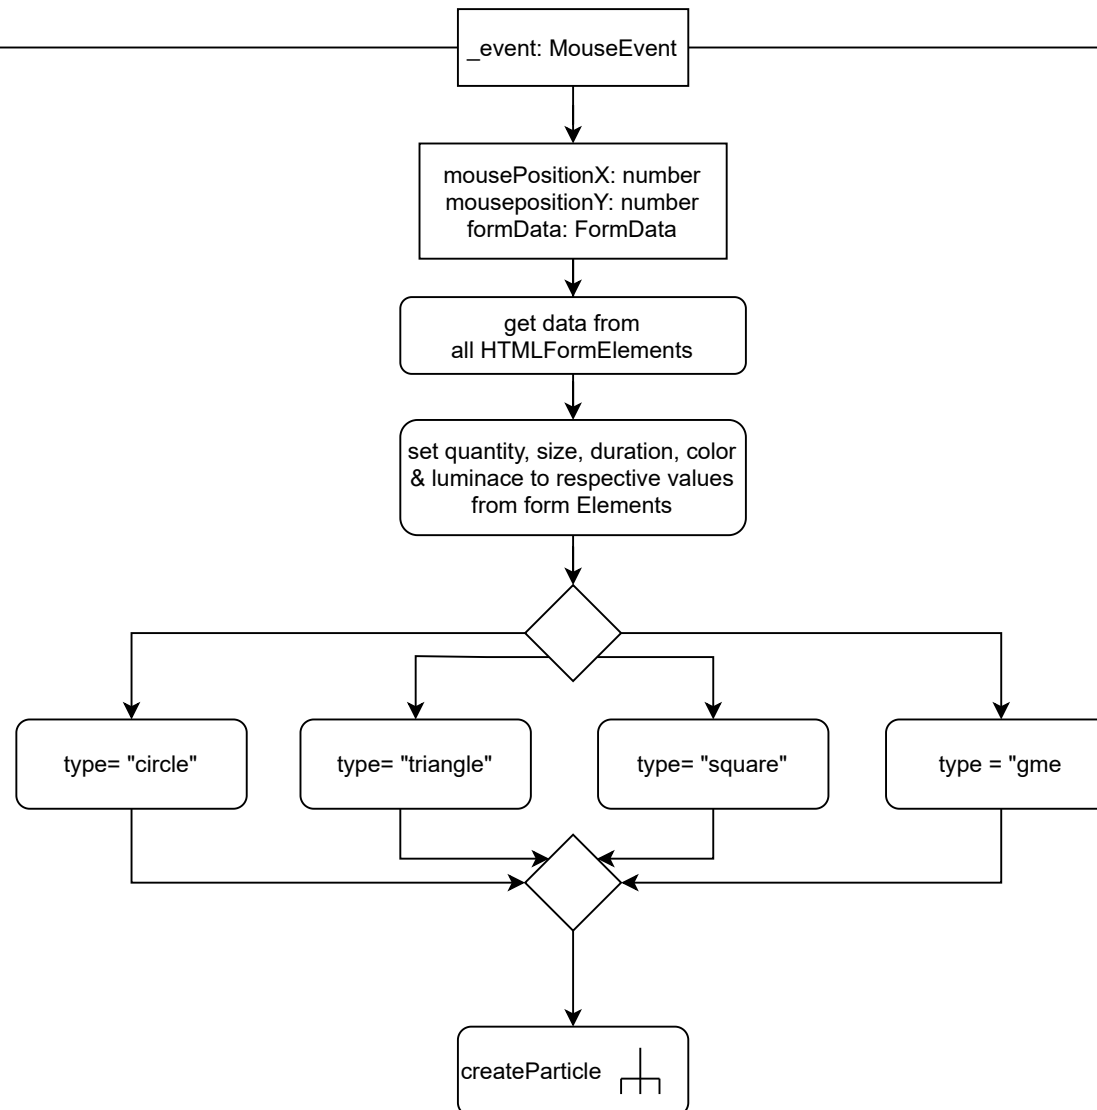 _event: MouseEvent
mousePositionX: number
mousepositionY: number
formData: FormData
get data from
all HTMLFormElements
set quantity, size, duration, color
& luminace to respective values
from form Elements
type= "circle"
type= "triangle"
type= "square"
type = "gme
createParticle